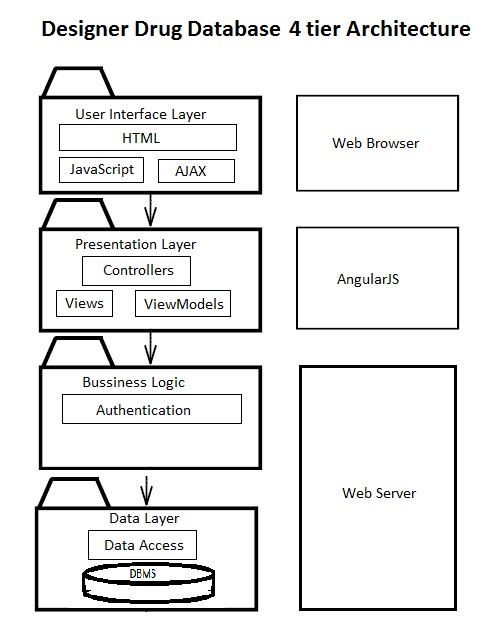 Designer Drug Database 4 tier Architecture
User Interface Layer
HTML
JavaScript
AJAX
Web Browser
Presentation Layer
Controllers
Views
ViewModels
AngularJS
Bussiness Logic
Authentication
Data Layer
Data Access
DBMS
Web Server